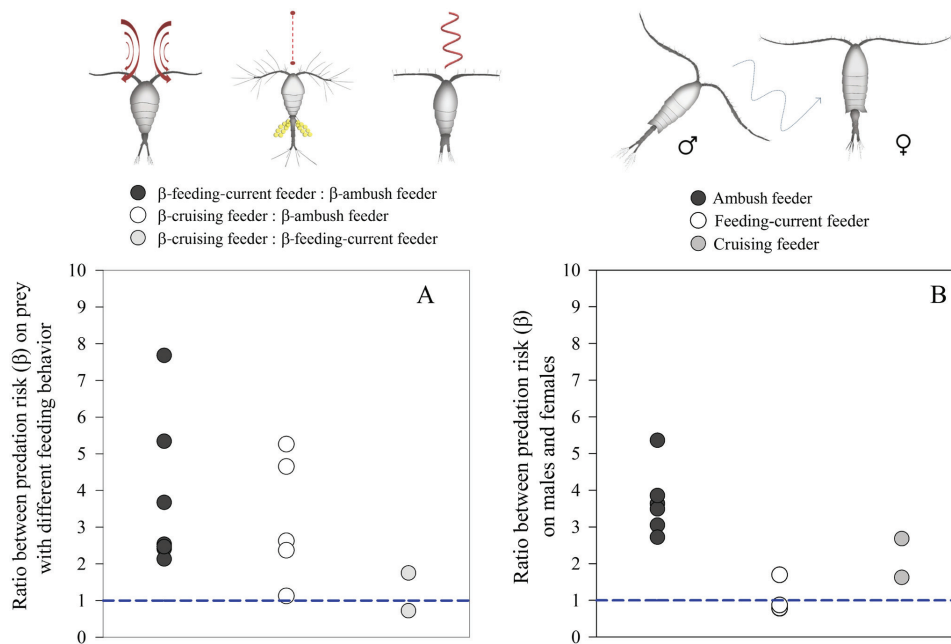 ♂
♀
β-feeding-current feeder : β-ambush feeder
β-cruising feeder : β-ambush feeder
β-cruising feeder : β-feeding-current feeder
Ambush feeder
Feeding-current feeder
Cruising feeder
A
Ratio between predation risk (β) on prey
with different feeding behavior
10
9
8
7
6
5
4
3
2
1
0
B
Ratio between predation risk (β)
on males and females
10
9
8
7
6
5
4
3
2
1
0